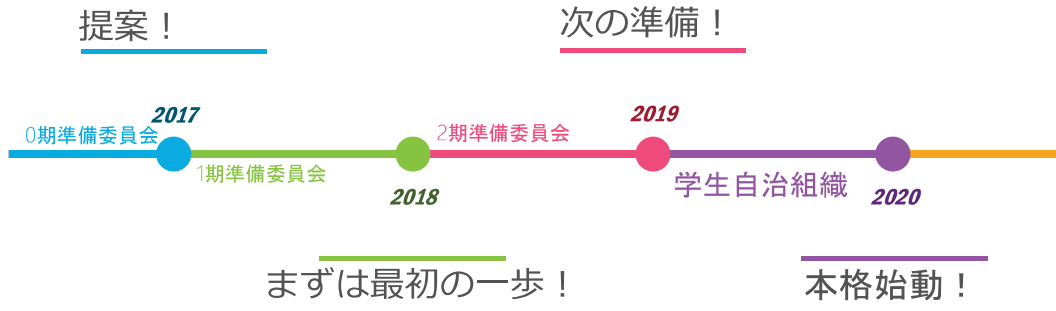 提案！
次の準備！
2017
2019
0期準備委員会
2期準備委員会
1期準備委員会
学生自治組織
2018
2020
まずは最初の一歩！
本格始動！